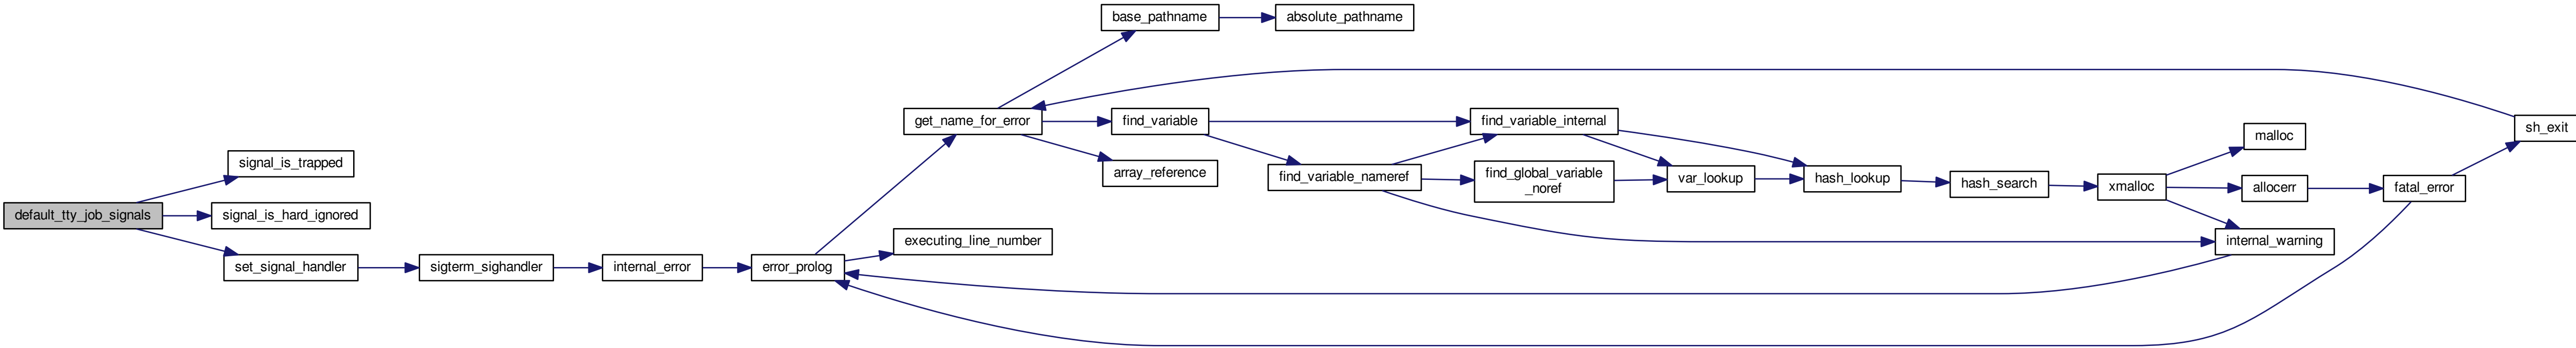 base_pathname
absolute_pathname
get_name_for_error
find_variable
find_variable_internal
sh_exit
malloc
signal_is_trapped
array_reference
find_variable_nameref
find_global_variable
_noref
var_lookup
hash_lookup
hash_search
xmalloc
allocerr
fatal_error
default_tty_job_signals
signal_is_hard_ignored
executing_line_number
internal_warning
set_signal_handler
sigterm_sighandler
internal_error
error_prolog